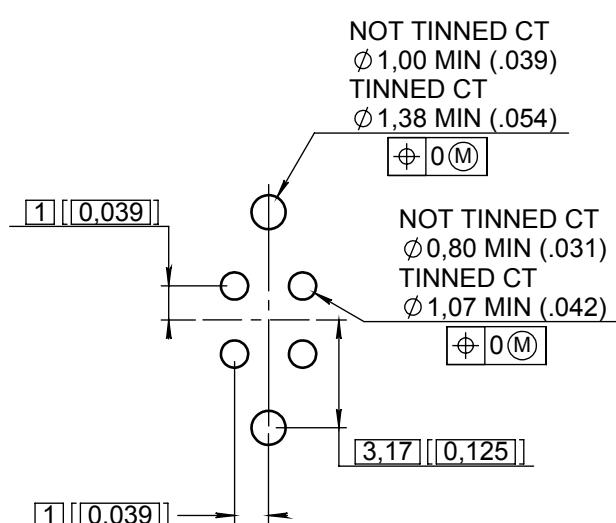 NOT TINNED CT
∅1,00 MIN (.039)
TINNED CT
∅1,38 MIN (.054)
⌖ 0 Ⓜ
1 [0,039]
NOT TINNED CT
∅0,80 MIN (.031)
TINNED CT
∅1,07 MIN (.042)
⌖ 0 Ⓜ
3,17 [0,125]
1 [0,039]